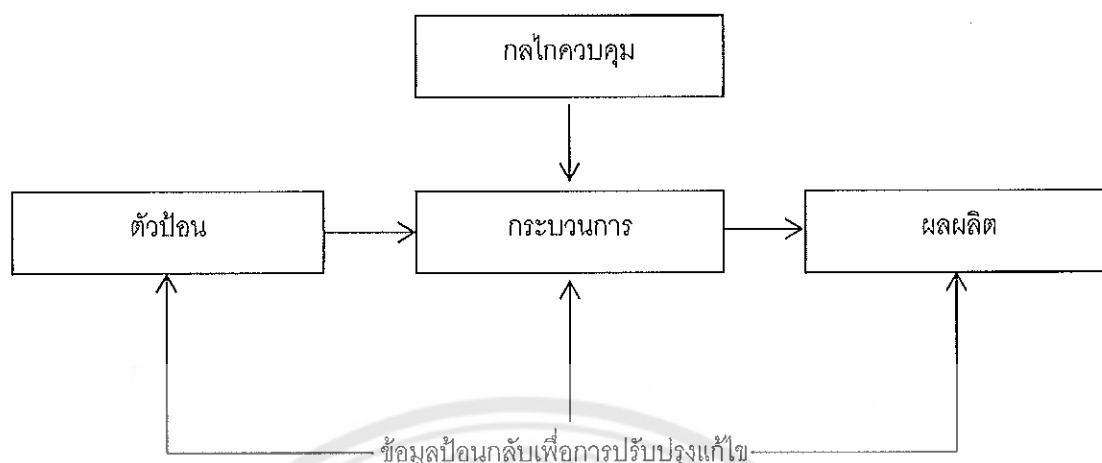 กลไกควบคุม
ตัวป้อน
กระบวนการ
ผลผลิต
ข้อมูลป้อนกลับเพื่อการปรับปรุงแก้ไข